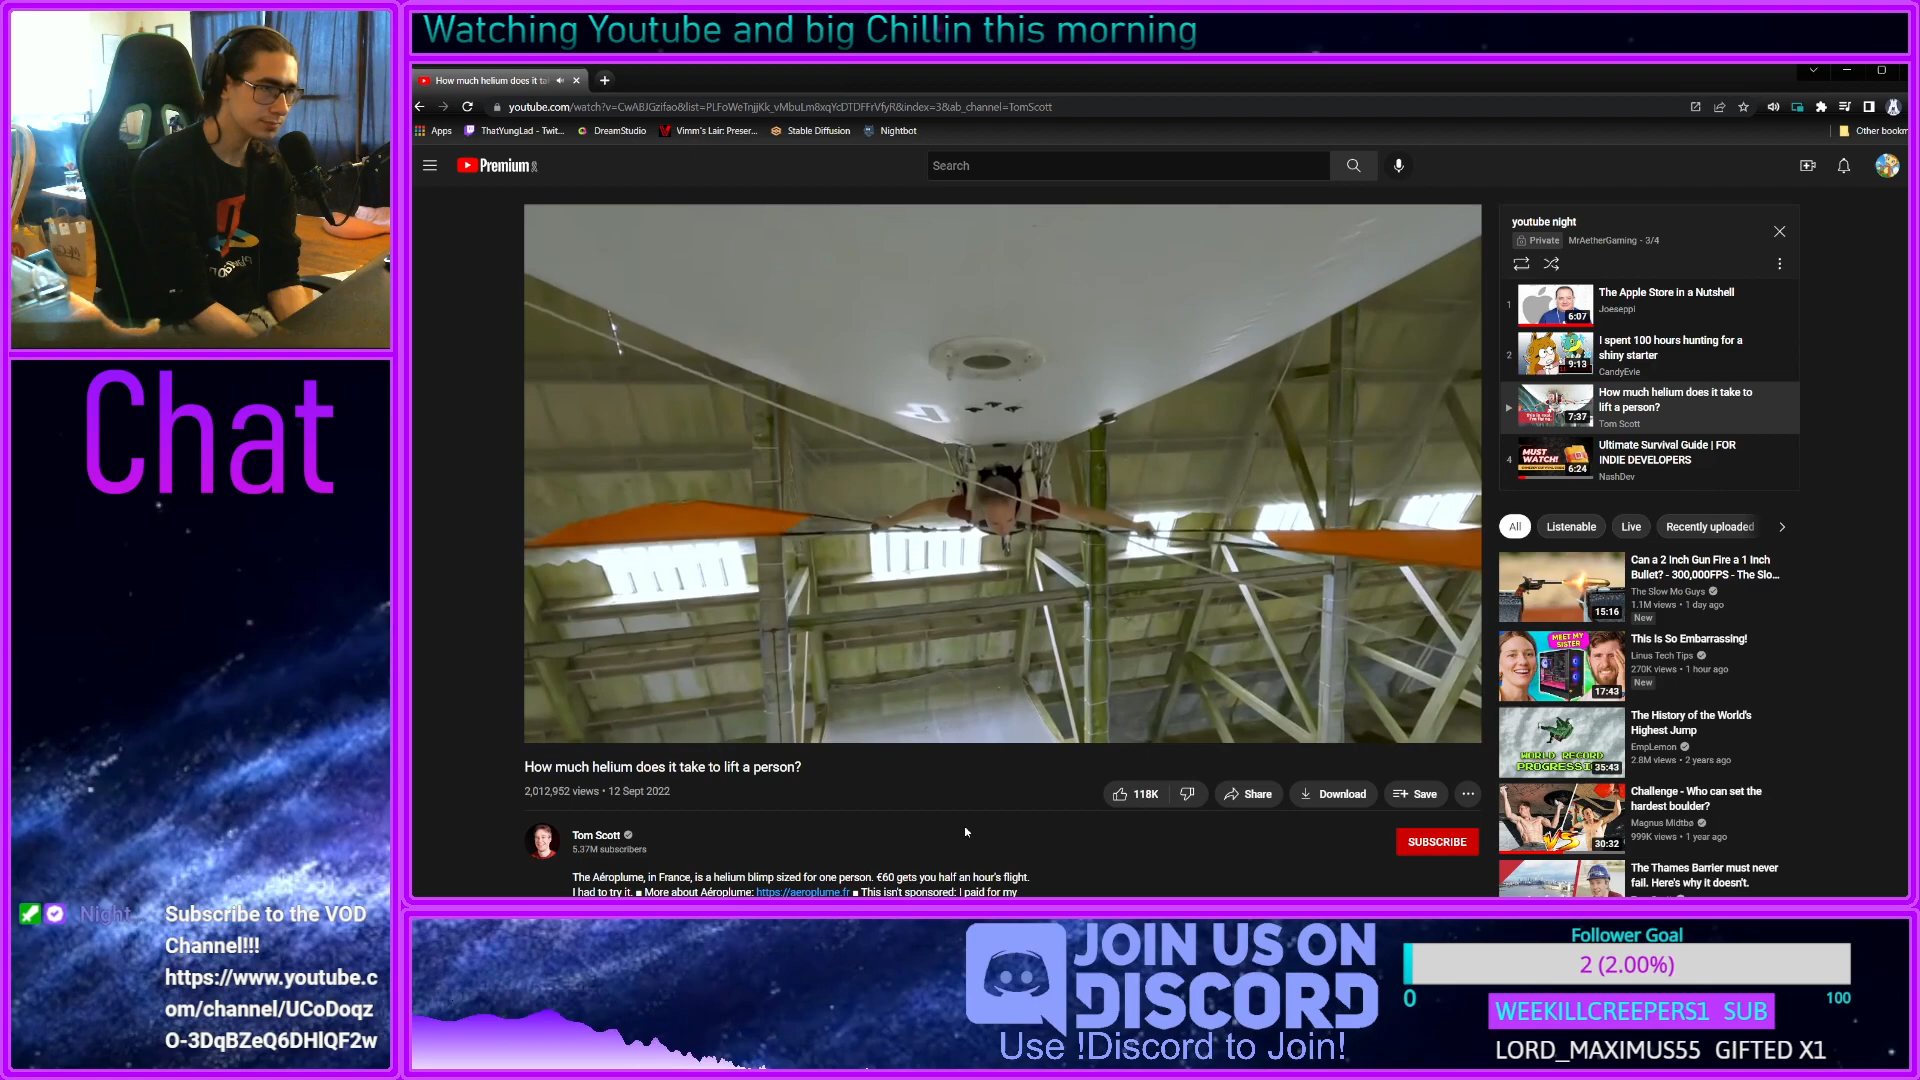 Watching Youtube and big Chillin this morning
How much helium does it ta
youtube.com/watch?v=CwABJGzifao&list=PLFoWeTnjjKk_vMbuLm8xqYcDTDFFrVfyR&index=3&ab_channel=TomScott
Apps
ThatYungLad - Twit...
DreamStudio
Vimm's Lair: Preser...
Stable Diffusion
Nightbot
Other bookm
Premium
Search
youtube night
Private MrAetherGaming - 3/4
1
6:07
The Apple Store in a Nutshell
Joeseppi
2
9:13
I spent 100 hours hunting for a
shiny starter
CandyEvie
7:37
How much helium does it take to
lift a person?
Tom Scott
4
MUST
WATCH!
6:24
Ultimate Survival Guide | FOR
INDIE DEVELOPERS
NashDev
All
Listenable
Live
Recently uploaded
15:16
Can a 2 Inch Gun Fire a 1 Inch
Bullet? - 300,000FPS - The Slo...
The Slow Mo Guys
1.1M views • 1 day ago
New
MEET MY
SISTER
17:43
This Is So Embarrassing!
Linus Tech Tips
270K views • 1 hour ago
New
WORLD RECORD
PROGRESSI
35:43
The History of the World's
Highest Jump
EmpLemon
2.8M views • 2 years ago
VS
30:32
Challenge - Who can set the
hardest boulder?
Magnus Midtbø
999K views • 1 year ago
The Thames Barrier must never
fail. Here's why it doesn't.
How much helium does it take to lift a person?
2,012,952 views • 12 Sept 2022
118K
Share
Download
Save
Tom Scott
5.37M subscribers
SUBSCRIBE
The Aéroplume, in France, is a helium blimp sized for one person. €60 gets you half an hour's flight.
I had to try it. ■ More about Aéroplume: https://aeroplume.fr ■ This isn't sponsored: I paid for my
Chat
Night
Subscribe to the VOD
Channel!!!
https://www.youtube.c
om/channel/UCoDoqz
O-3DqBZeQ6DHlQF2w
JOIN US ON
DISCORD
Use !Discord to Join!
Follower Goal
2 (2.00%)
0
100
WEEKILLCREEPERS1 SUB
LORD_MAXIMUS55 GIFTED X1